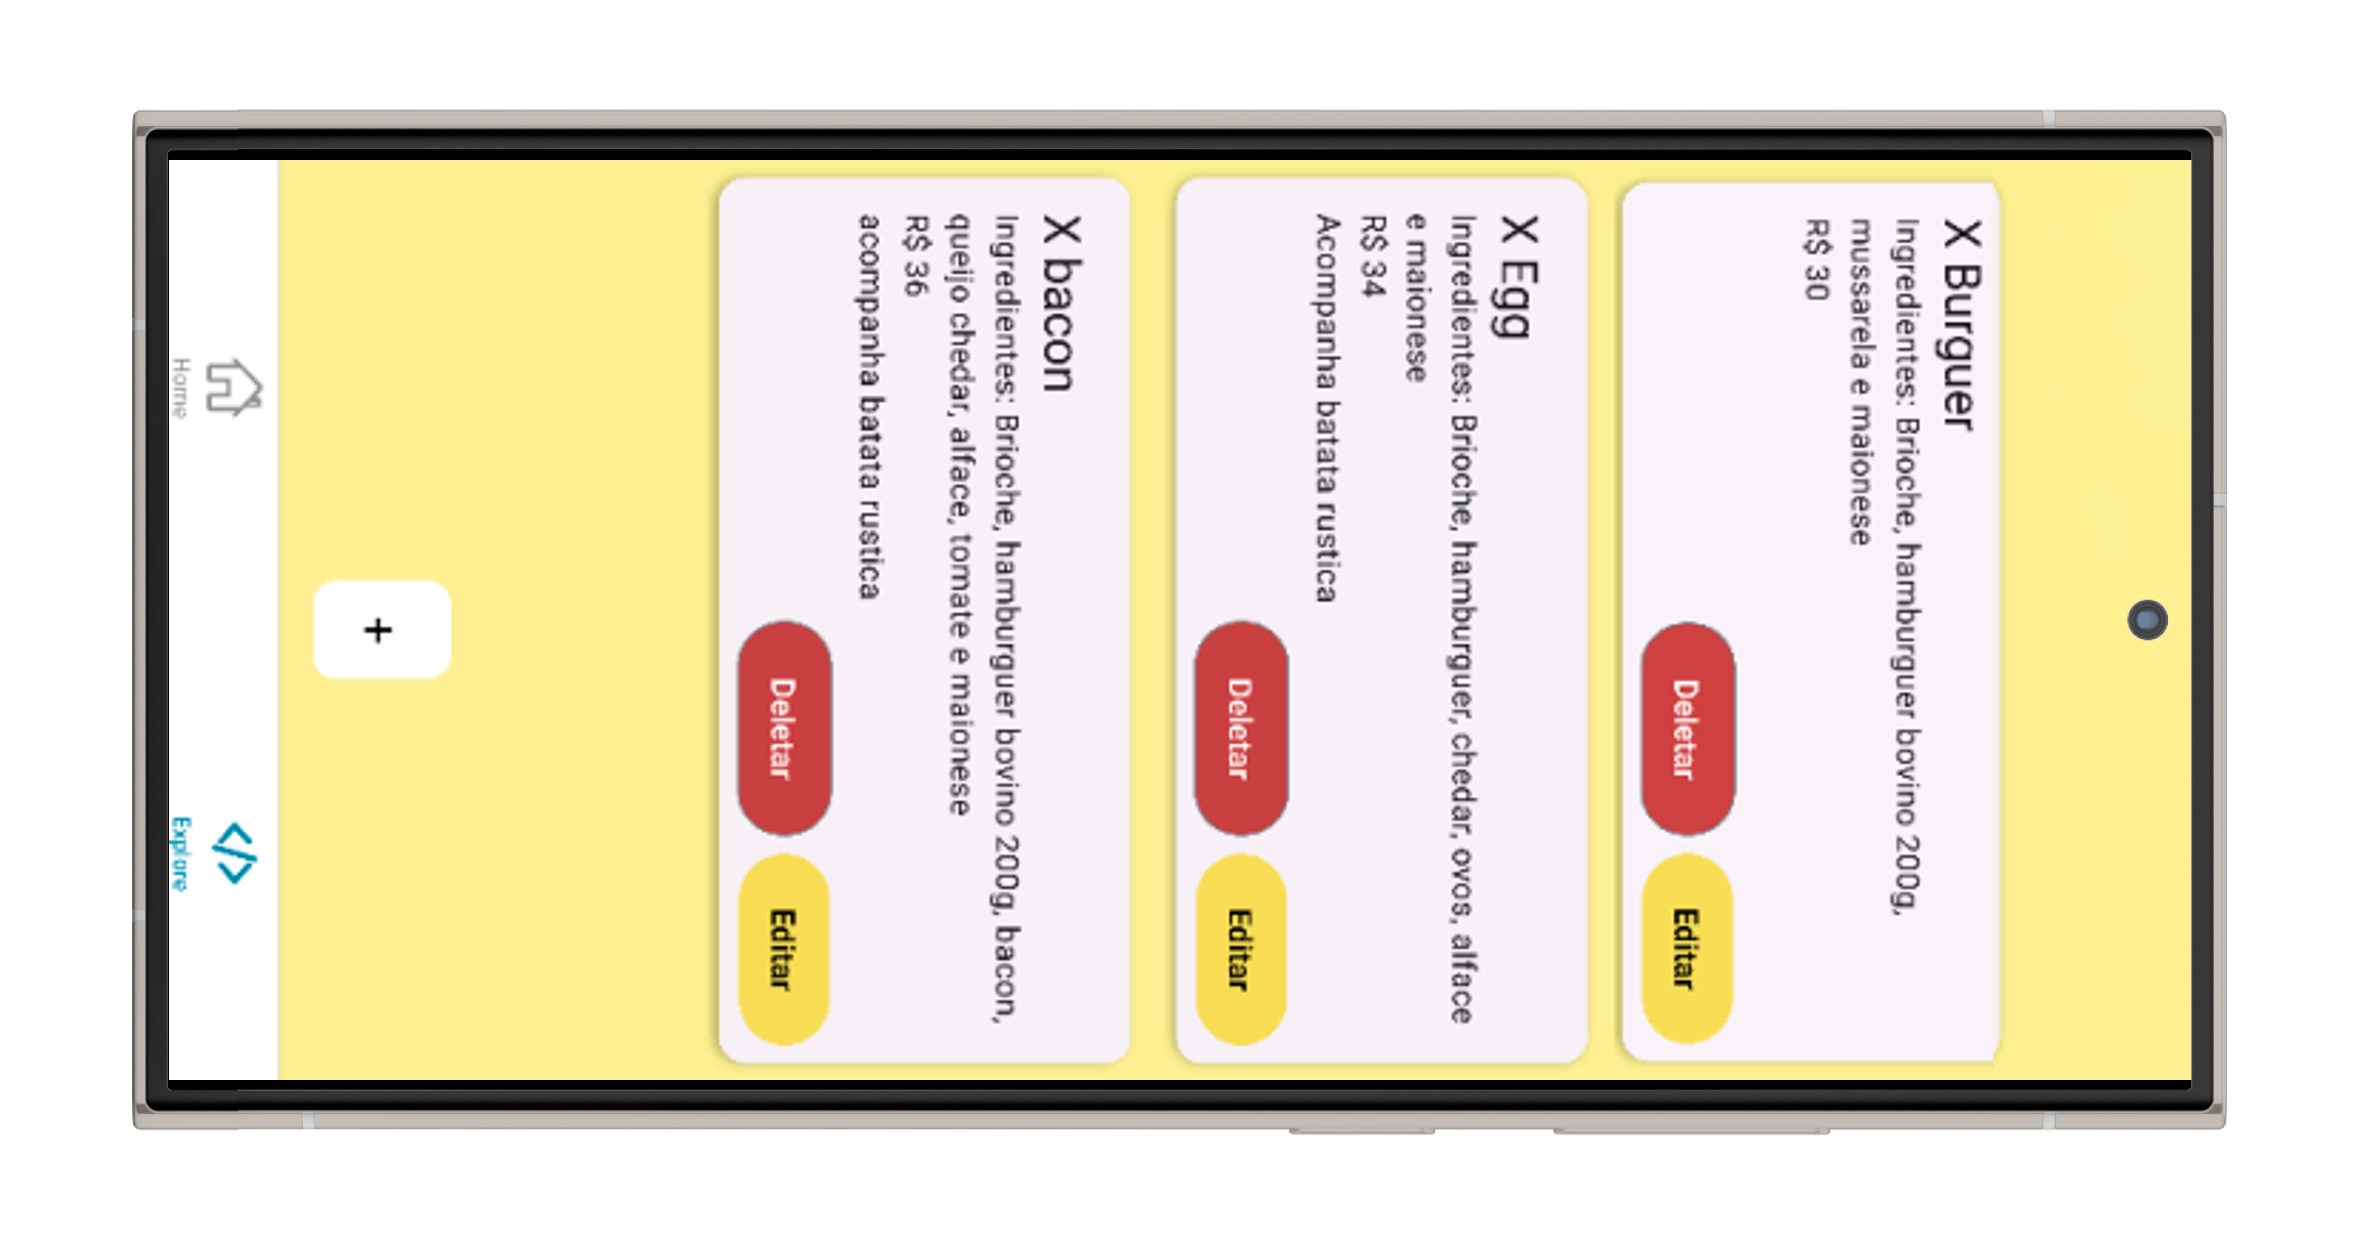 X Burguer
Ingredientes: Brioche, hamburguer bovino 200g,
mussarela e maionese
R$ 30
Deletar
Editar
X Egg
Ingredientes: Brioche, hamburguer, chedar, ovos, alface
e maionese
R$ 34
Acompanha batata rustica
Deletar
Editar
X bacon
Ingredientes: Brioche, hamburguer bovino 200g, bacon,
queijo chedar, alface, tomate e maionese
R$ 36
acompanha batata rustica
Deletar
Editar
+
Home
Explore